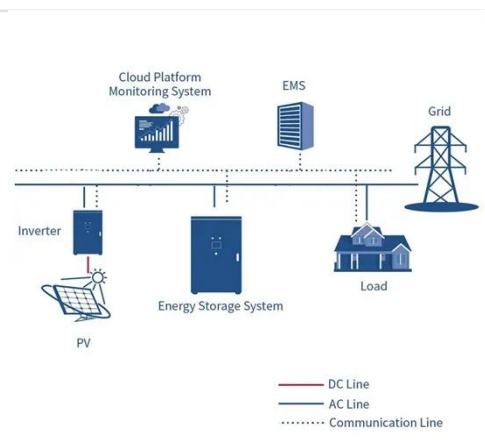 Cloud Platform
Monitoring System
EMS
Grid
Inverter
Energy Storage System
Load
PV
DC Line
AC Line
Communication Line